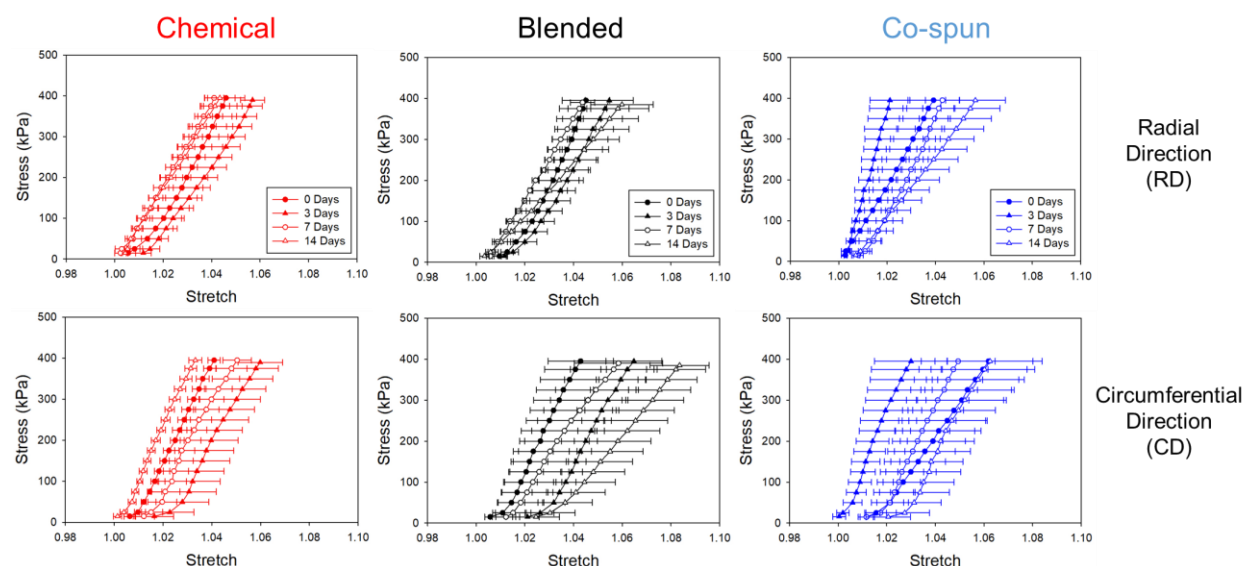 Chemical
Blended
Co-spun
500
400
300
200
100
0
Stress (kPa)
0 Days
3 Days
7 Days
14 Days
0.98 1.00 1.02 1.04 1.06 1.08 1.10
Stretch
500
400
300
200
100
0
Stress (kPa)
0 Days
3 Days
7 Days
14 Days
0.98 1.00 1.02 1.04 1.06 1.08 1.10
Stretch
500
400
300
200
100
0
Stress (kPa)
0 Days
3 Days
7 Days
14 Days
0.98 1.00 1.02 1.04 1.06 1.08 1.10
Stretch
Radial
Direction
(RD)
500
400
300
200
100
0
Stress (kPa)
0.98 1.00 1.02 1.04 1.06 1.08 1.10
Stretch
500
400
300
200
100
0
Stress (kPa)
0.98 1.00 1.02 1.04 1.06 1.08 1.10
Stretch
500
400
300
200
100
0
Stress (kPa)
0.98 1.00 1.02 1.04 1.06 1.08 1.10
Stretch
Circumferential
Direction
(CD)